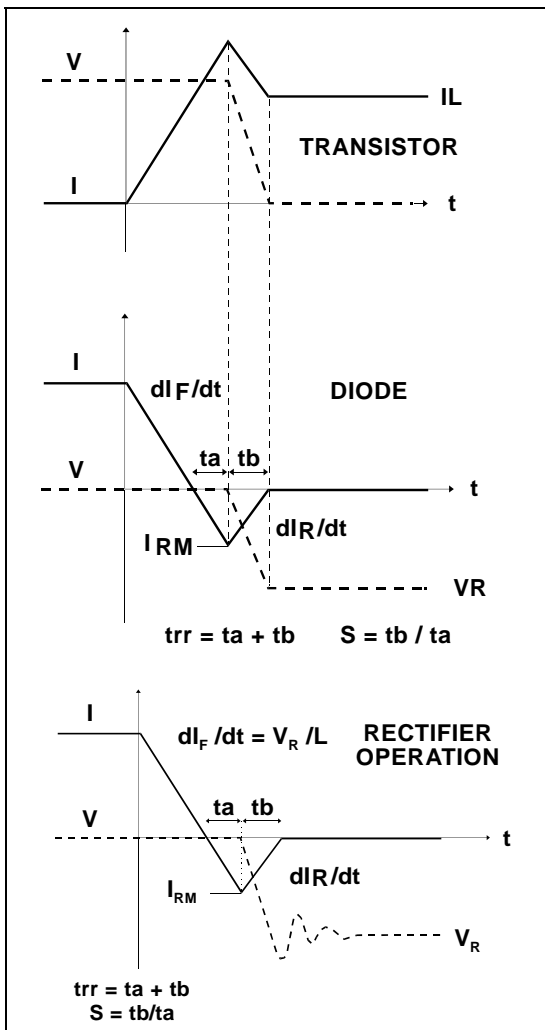 V
IL
TRANSISTOR
I
t
I
dIF/dt
DIODE
ta tb
V
t
IRM
dIR/dt
VR
trr = ta + tb S = tb / ta
I
dIF/dt = VR/L
RECTIFIER
OPERATION
ta tb
V
t
IRM
dIR/dt
VR
trr = ta + tb
S = tb/ta